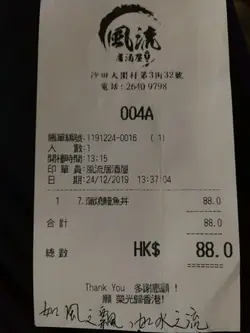 風流
居酒屋
沙田大圍村第3街32號
電話：2640 9798
004A
賬單編號:1191224-0016 (1)
人　數:1
開檯時間:13:15
印單員:風流居酒屋
日　期:24/12/2019 13:37:04
1 7.蒲燒鰻魚丼 88.0
合計 88.0
總數 HK$ 88.0
Thank You 多謝惠顧！
願 榮光歸香港!
如風之飄，如水之流